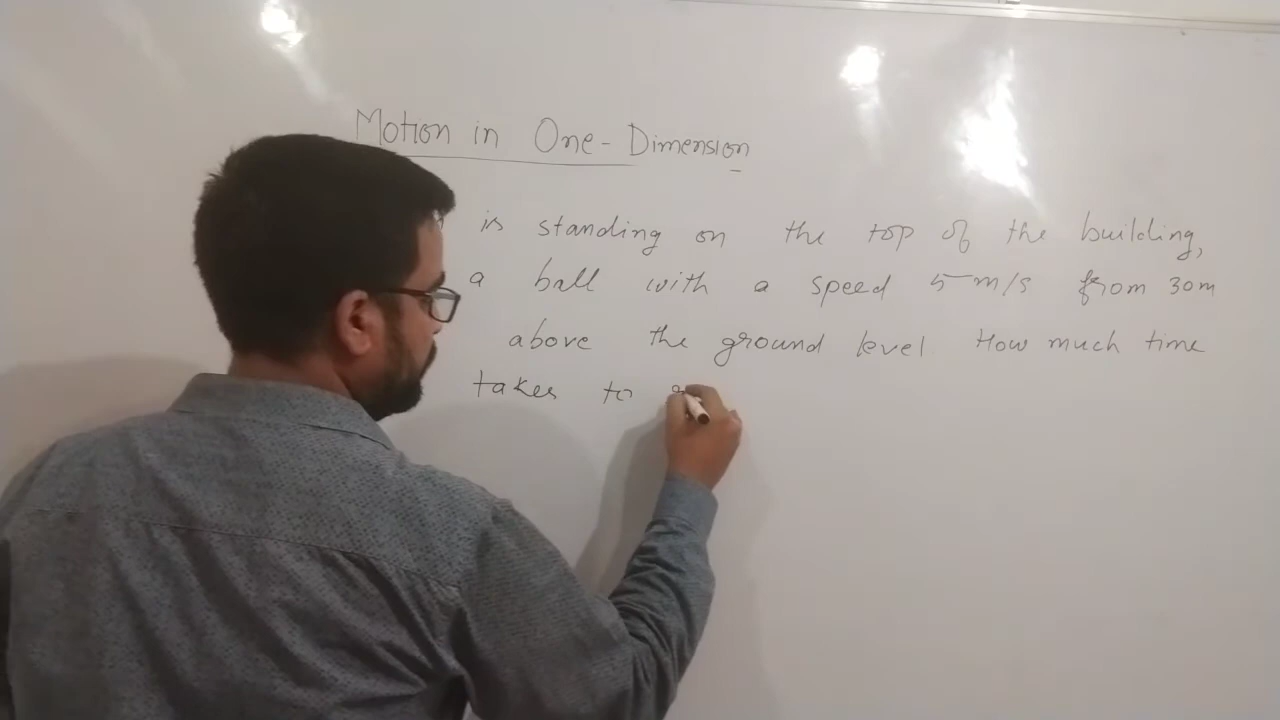 Motion in One-Dimension
is standing on the top of the building,
a ball with a speed 5 m/s from 30m
above the ground level. How much time
takes to